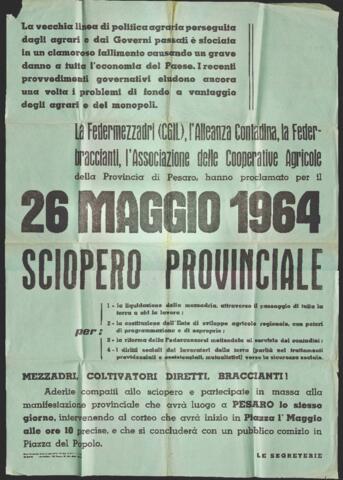 La vecchia linea di politica agraria perseguita
dagli agrari e dai Governi passati è sfociata
in un clamoroso fallimento causando un grave
danno a tutta l'economia del Paese. I recenti
provvedimenti governativi eludono ancora
una volta i problemi di fondo a vantaggio
degli agrari e dei monopoli.
La Federmezzadri (CGIL), l'Alleanza Contadina, la Feder-
braccianti, l'Associazione delle Cooperative Agricole
della Provincia di Pesaro, hanno proclamato per il
26 MAGGIO 1964
SCIOPERO PROVINCIALE
per:
1 - la liquidazione della mezzadria, attraverso il passaggio di tutta la
terra a chi la lavora;
2 - la costituzione dell'Ente di sviluppo agricolo regionale, con poteri
di programmazione e di esproprio;
3 - la riforma della Federconsorzi mettendola al servizio dei contadini;
4 - i diritti sociali dei lavoratori della terra (parità nei trattamenti
previdenziali e assistenziali, mutualistici) verso la sicurezza sociale.
MEZZADRI, COLTIVATORI DIRETTI, BRACCIANTI!
Aderite compatti allo sciopero e partecipate in massa alla
manifestazione provinciale che avrà luogo a PESARO lo stesso
giorno, intervenendo al corteo che avrà inizio in Piazza 1° Maggio
alle ore 10 precise, e che si concluderà con un pubblico comizio in
Piazza del Popolo.
LE SEGRETERIE